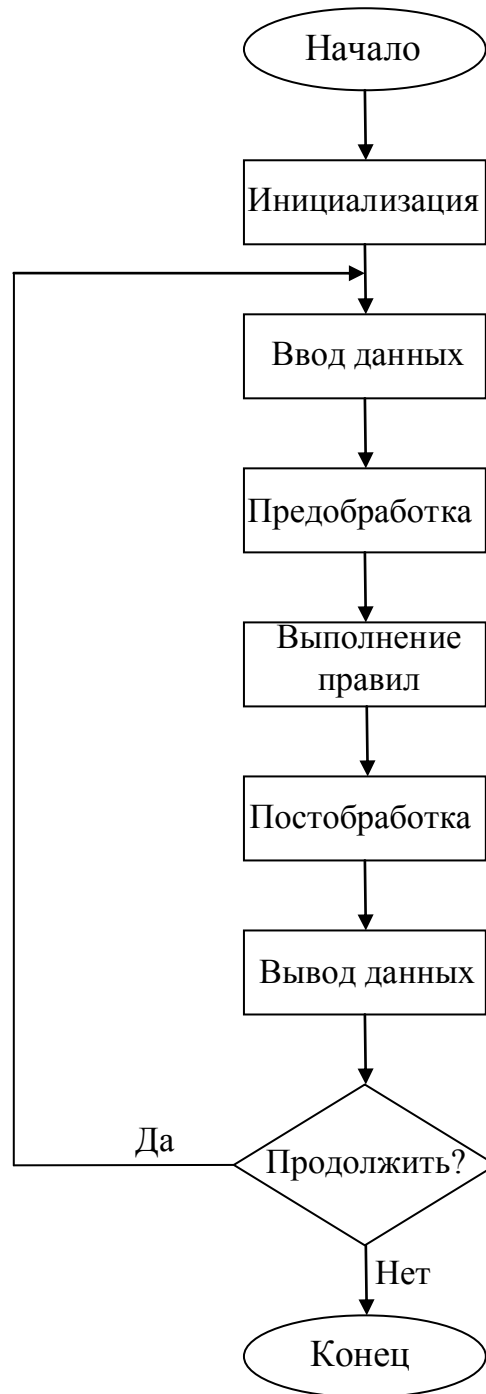 Начало
Инициализация
Ввод данных
Предобработка
Выполнение
правил
Постобработка
Вывод данных
Да
Продолжить?
Нет
Конец